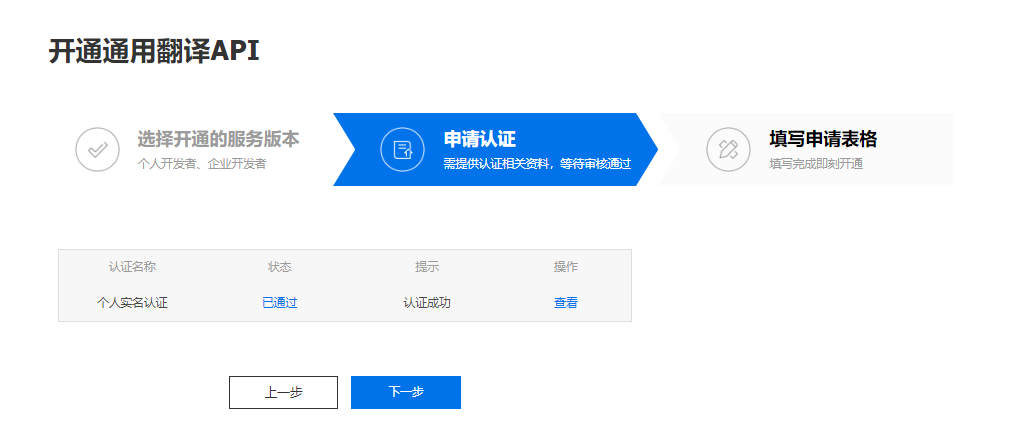 开通通用翻译API
选择开通的服务版本
个人开发者、企业开发者
申请认证
需提供认证相关资料，等待审核通过
填写申请表格
填写完成即刻开通
认证名称 状态 提示 操作
个人实名认证 已通过 认证成功 查看
上一步 下一步